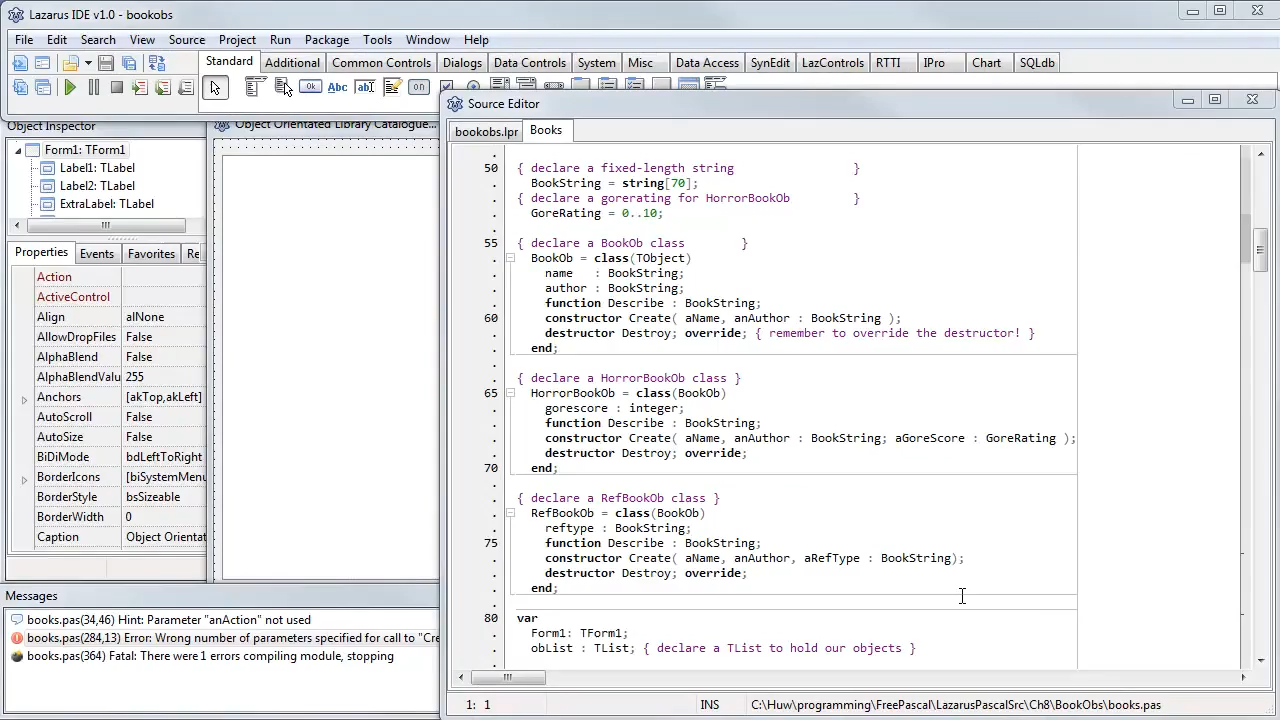 Lazarus IDE v1.0 - bookobs
File Edit Search View Source Project Run Package Tools Window Help
Standard Additional Common Controls Dialogs Data Controls System Misc Data Access SynEdit LazControls RTTI IPro Chart SQLdb
Ok Abc ab on
Object Inspector
Object Orientated Library Catalogue...
Form1: TForm1
Label1: TLabel
Label2: TLabel
ExtraLabel: TLabel
Properties Events Favorites Re
Action
ActiveControl
Align alNone
AllowDropFiles False
AlphaBlend False
AlphaBlendValu 255
Anchors [akTop,akLeft]
AutoScroll False
AutoSize False
BiDiMode bdLeftToRight
BorderIcons [biSystemMenu
BorderStyle bsSizeable
BorderWidth 0
Caption Object Orientat
Messages
books.pas(34,46) Hint: Parameter "anAction" not used
books.pas(284,13) Error: Wrong number of parameters specified for call to "Cre
books.pas(364) Fatal: There were 1 errors compiling module, stopping
Source Editor
bookobs.lpr Books
.
50 { declare a fixed-length string }
. BookString = string[70];
. { declare a gorerating for HorrorBookOb }
. GoreRating = 0..10;
.
55 { declare a BookOb class }
. BookOb = class(TObject)
. name : BookString;
. author : BookString;
. function Describe : BookString;
60 constructor Create( aName, anAuthor : BookString );
. destructor Destroy; override; { remember to override the destructor! }
. end;
.
. { declare a HorrorBookOb class }
65 HorrorBookOb = class(BookOb)
. gorescore : integer;
. function Describe : BookString;
. constructor Create( aName, anAuthor : BookString; aGoreScore : GoreRating );
. destructor Destroy; override;
70 end;
.
. { declare a RefBookOb class }
. RefBookOb = class(BookOb)
. reftype : BookString;
75 function Describe : BookString;
. constructor Create( aName, anAuthor, aRefType : BookString);
. destructor Destroy; override;
. end;
.
80 var
. Form1: TForm1;
. obList : TList; { declare a TList to hold our objects }
.
1: 1 INS C:\Huw\programming\FreePascal\LazarusPascalSrc\Ch8\BookObs\books.pas